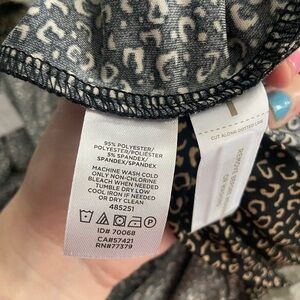 95% POLYESTER/
POLYESTER/POLIÉSTER
5% SPANDEX/
SPANDEX/SPANDEX
MACHINE WASH COLD
ONLY NON-CHLORINE
BLEACH WHEN NEEDED
TUMBLE DRY LOW
COOL IRON IF NEEDED
OR DRY CLEAN
485251
P
ID# 70068
CA#57421
RN#77379
CUT ALONG DOTTED LINE